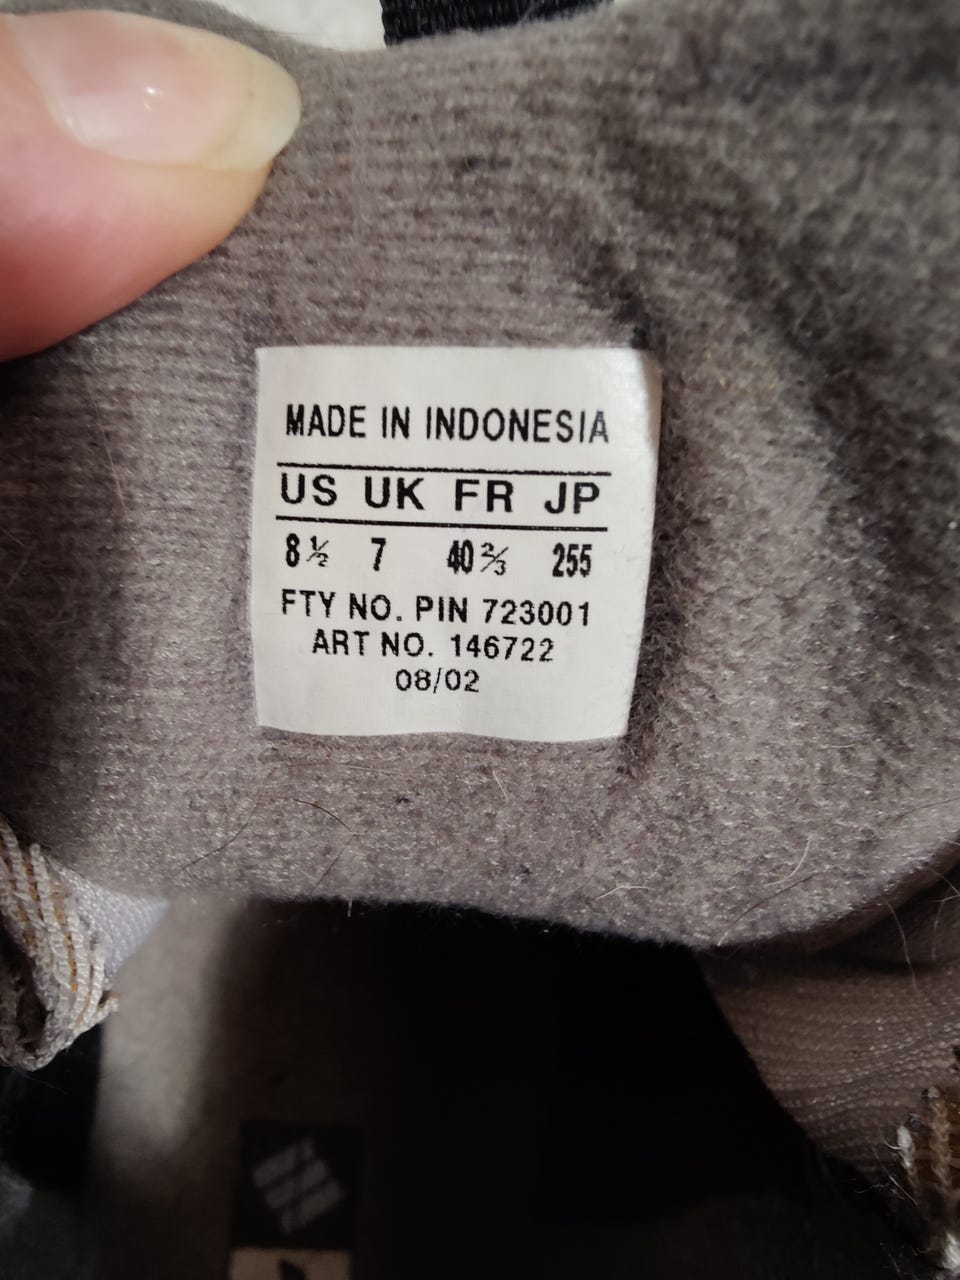 MADE IN INDONESIA
US UK FR JP
8½ 7 40⅔ 255
FTY NO. PIN 723001
ART NO. 146722
08/02